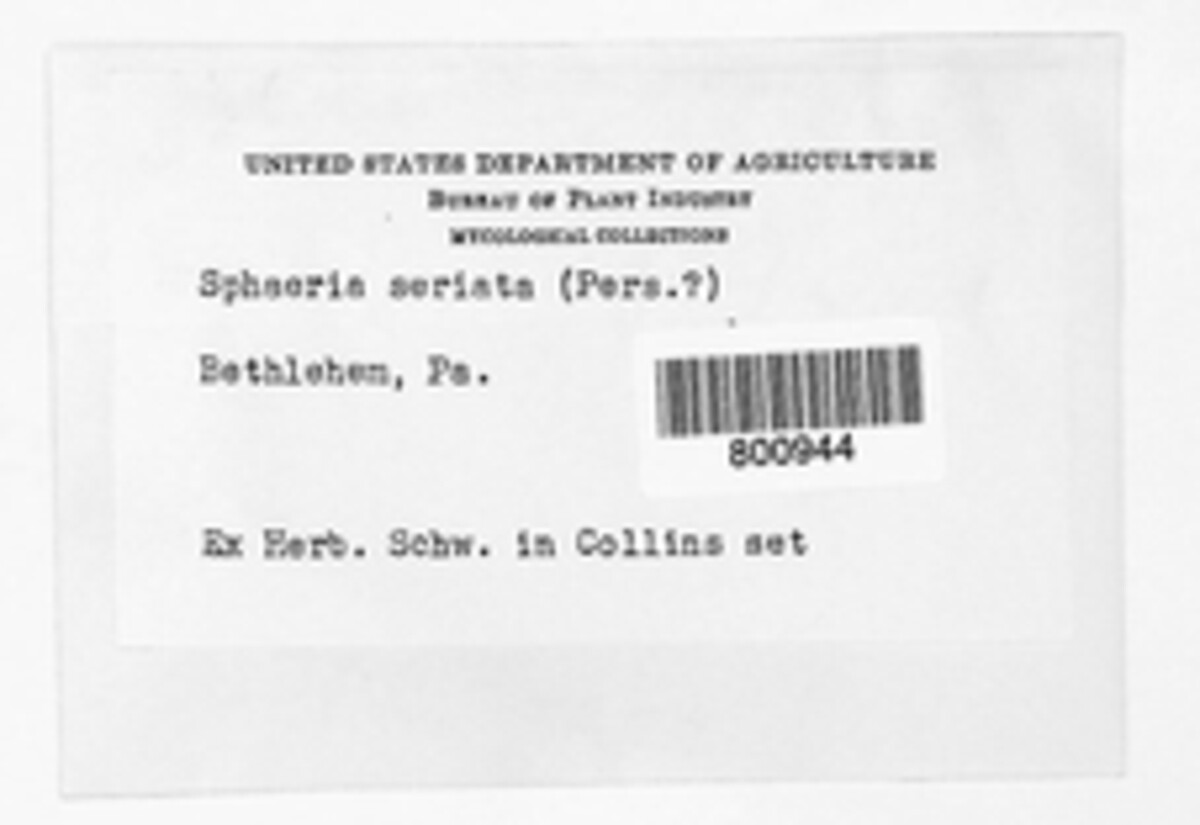 UNITED STATES DEPARTMENT OF AGRICULTURE
BUREAU OF PLANT INDUSTRY
MYCOLOGICAL COLLECTIONS
Sphaeria seriata (Pers.?)
Bethlehem, Pa.
800944
Ex Herb. Schw. in Collins set